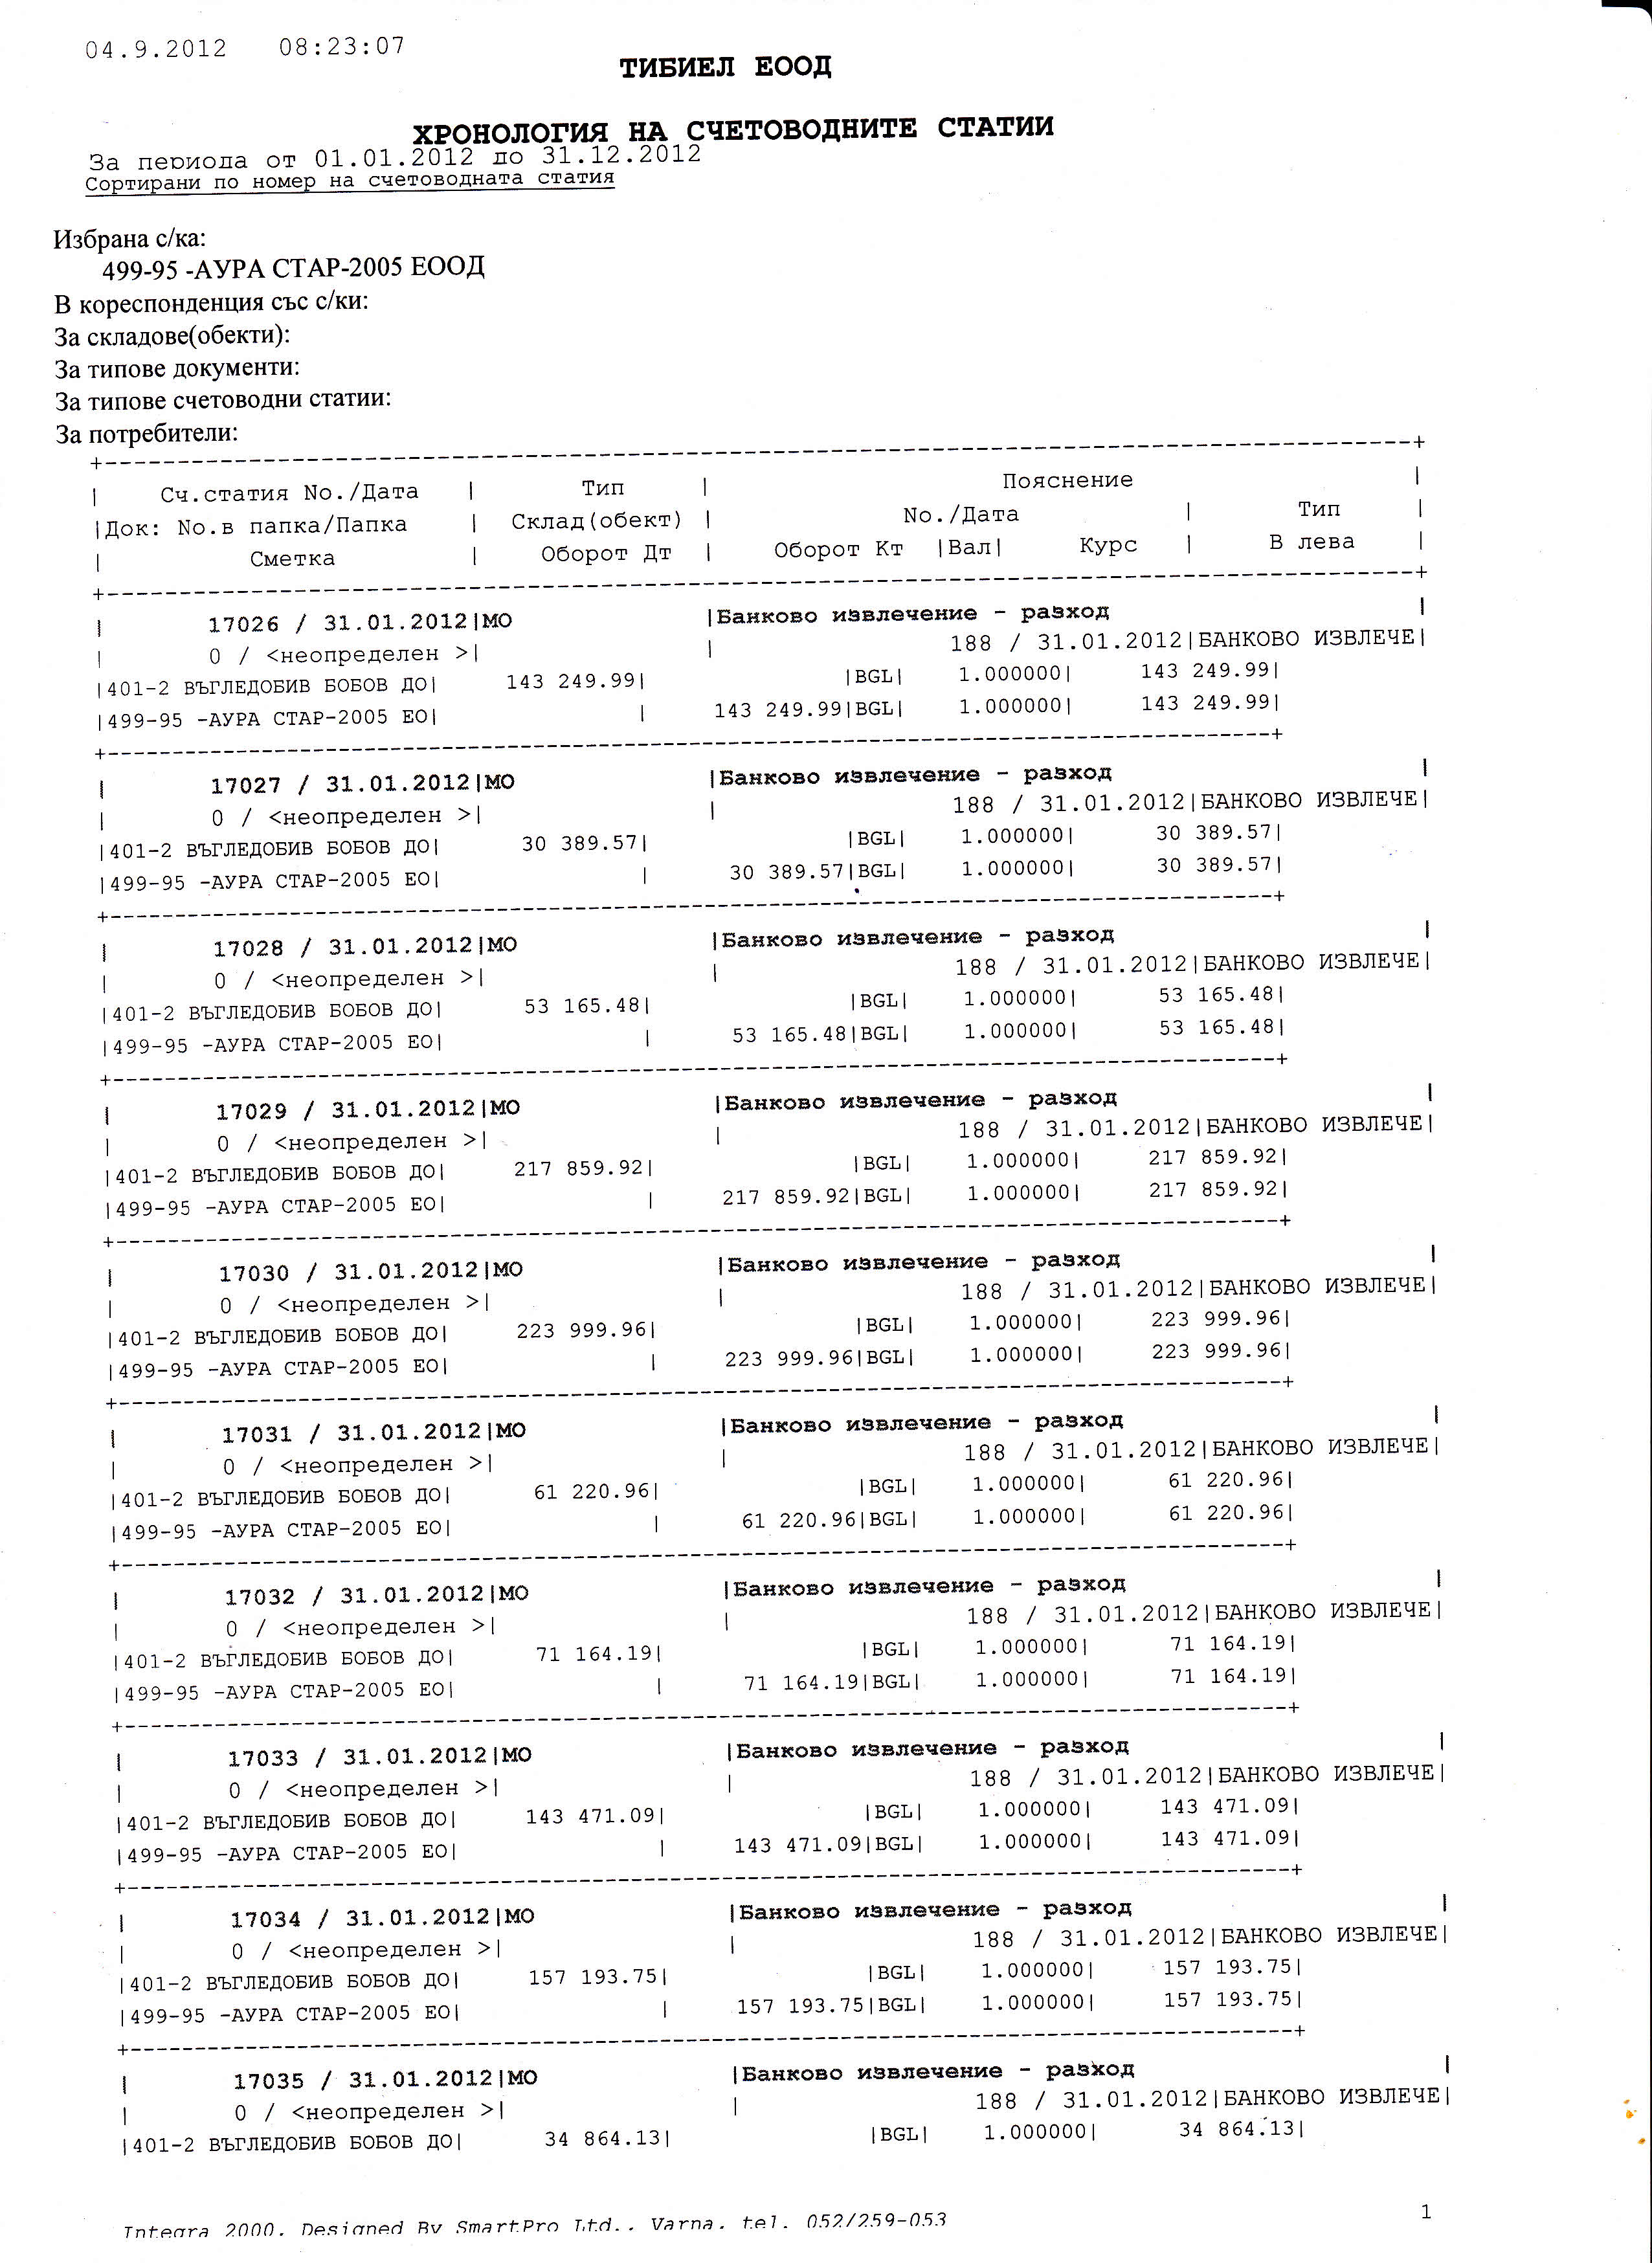 04.9.2012 08:23:07
ТИБИЕЛ ЕООД
ХРОНОЛОГИЯ НА СЧЕТОВОДНИТЕ СТАТИИ
За периода от 01.01.2012 до 31.12.2012
Сортирани по номер на счетоводната статия
Избрана с/ка:
499-95 -АУРА СТАР-2005 ЕООД
В кореспонденция със с/ки:
За складове(обекти):
За типове документи:
За типове счетоводни статии:
За потребители:
+---+
| Сч.статия No./Дата | Тип | Пояснение |
|Док: No.в папка/Папка | Склад(обект) | No./Дата | Тип |
| Сметка | Оборот Дт | Оборот Кт |Вал| Курс | В лева |
+---+
| 17026 / 31.01.2012|МО |Банково извлечение - разход |
| 0 / <неопределен >| | 188 / 31.01.2012|БАНКОВО ИЗВЛЕЧЕ|
|401-2 ВЪГЛЕДОБИВ БОБОВ ДО| 143 249.99| |BGL| 1.000000| 143 249.99|
|499-95 -АУРА СТАР-2005 ЕО| | 143 249.99|BGL| 1.000000| 143 249.99|
+---+
| 17027 / 31.01.2012|МО |Банково извлечение - разход |
| 0 / <неопределен >| | 188 / 31.01.2012|БАНКОВО ИЗВЛЕЧЕ|
|401-2 ВЪГЛЕДОБИВ БОБОВ ДО| 30 389.57| |BGL| 1.000000| 30 389.57|
|499-95 -АУРА СТАР-2005 ЕО| | 30 389.57|BGL| 1.000000| 30 389.57|
+---+
| 17028 / 31.01.2012|МО |Банково извлечение - разход |
| 0 / <неопределен >| | 188 / 31.01.2012|БАНКОВО ИЗВЛЕЧЕ|
|401-2 ВЪГЛЕДОБИВ БОБОВ ДО| 53 165.48| |BGL| 1.000000| 53 165.48|
|499-95 -АУРА СТАР-2005 ЕО| | 53 165.48|BGL| 1.000000| 53 165.48|
+---+
| 17029 / 31.01.2012|МО |Банково извлечение - разход |
| 0 / <неопределен >| | 188 / 31.01.2012|БАНКОВО ИЗВЛЕЧЕ|
|401-2 ВЪГЛЕДОБИВ БОБОВ ДО| 217 859.92| |BGL| 1.000000| 217 859.92|
|499-95 -АУРА СТАР-2005 ЕО| | 217 859.92|BGL| 1.000000| 217 859.92|
+---+
| 17030 / 31.01.2012|МО |Банково извлечение - разход |
| 0 / <неопределен >| | 188 / 31.01.2012|БАНКОВО ИЗВЛЕЧЕ|
|401-2 ВЪГЛЕДОБИВ БОБОВ ДО| 223 999.96| |BGL| 1.000000| 223 999.96|
|499-95 -АУРА СТАР-2005 ЕО| | 223 999.96|BGL| 1.000000| 223 999.96|
+---+
| 17031 / 31.01.2012|МО |Банково извлечение - разход |
| 0 / <неопределен >| | 188 / 31.01.2012|БАНКОВО ИЗВЛЕЧЕ|
|401-2 ВЪГЛЕДОБИВ БОБОВ ДО| 61 220.96| |BGL| 1.000000| 61 220.96|
|499-95 -АУРА СТАР-2005 ЕО| | 61 220.96|BGL| 1.000000| 61 220.96|
+---+
| 17032 / 31.01.2012|МО |Банково извлечение - разход |
| 0 / <неопределен >| | 188 / 31.01.2012|БАНКОВО ИЗВЛЕЧЕ|
|401-2 ВЪГЛЕДОБИВ БОБОВ ДО| 71 164.19| |BGL| 1.000000| 71 164.19|
|499-95 -АУРА СТАР-2005 ЕО| | 71 164.19|BGL| 1.000000| 71 164.19|
+---+
| 17033 / 31.01.2012|МО |Банково извлечение - разход |
| 0 / <неопределен >| | 188 / 31.01.2012|БАНКОВО ИЗВЛЕЧЕ|
|401-2 ВЪГЛЕДОБИВ БОБОВ ДО| 143 471.09| |BGL| 1.000000| 143 471.09|
|499-95 -АУРА СТАР-2005 ЕО| | 143 471.09|BGL| 1.000000| 143 471.09|
+---+
| 17034 / 31.01.2012|МО |Банково извлечение - разход |
| 0 / <неопределен >| | 188 / 31.01.2012|БАНКОВО ИЗВЛЕЧЕ|
|401-2 ВЪГЛЕДОБИВ БОБОВ ДО| 157 193.75| |BGL| 1.000000| 157 193.75|
|499-95 -АУРА СТАР-2005 ЕО| | 157 193.75|BGL| 1.000000| 157 193.75|
+---+
| 17035 / 31.01.2012|МО |Банково извлечение - разход |
| 0 / <неопределен >| | 188 / 31.01.2012|БАНКОВО ИЗВЛЕЧЕ|
|401-2 ВЪГЛЕДОБИВ БОБОВ ДО| 34 864.13| |BGL| 1.000000| 34 864.13|
Integra 2000. Designed By SmartPro Ltd.. Varna. tel. 052/259-053 1